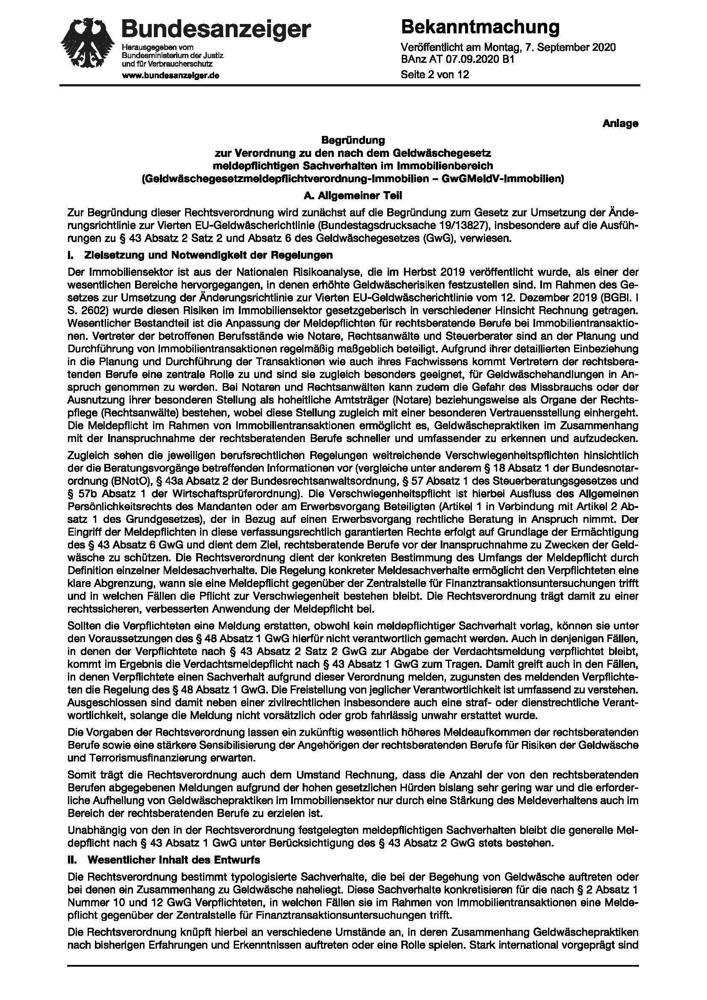 Bundesanzeiger
Herausgegeben vom
Bundesministerium der Justiz
und für Verbraucherschutz
www.bundesanzeiger.de
Bekanntmachung
Veröffentlicht am Montag, 7. September 2020
BAnz AT 07.09.2020 B1
Seite 2 von 12
Anlage
Begründung
zur Verordnung zu den nach dem Geldwäschegesetz
meldepflichtigen Sachverhalten im Immobilienbereich
(Geldwäschegesetzmeldepflichtverordnung-Immobilien – GwGMeldV-Immobilien)
A. Allgemeiner Teil
Zur Begründung dieser Rechtsverordnung wird zunächst auf die Begründung zum Gesetz zur Umsetzung der Ände-
rungsrichtlinie zur Vierten EU-Geldwäscherichtlinie (Bundestagsdrucksache 19/13827), insbesondere auf die Ausfüh-
rungen zu § 43 Absatz 2 Satz 2 und Absatz 6 des Geldwäschegesetzes (GwG), verwiesen.
I. Zielsetzung und Notwendigkeit der Regelungen
Der Immobiliensektor ist aus der Nationalen Risikoanalyse, die im Herbst 2019 veröffentlicht wurde, als einer der
wesentlichen Bereiche hervorgegangen, in denen erhöhte Geldwäscherisiken festzustellen sind. Im Rahmen des Ge-
setzes zur Umsetzung der Änderungsrichtlinie zur Vierten EU-Geldwäscherichtlinie vom 12. Dezember 2019 (BGBl. I
S. 2602) wurde diesen Risiken im Immobiliensektor gesetzgeberisch in verschiedener Hinsicht Rechnung getragen.
Wesentlicher Bestandteil ist die Anpassung der Meldepflichten für rechtsberatende Berufe bei Immobilientransaktio-
nen. Vertreter der betroffenen Berufsstände wie Notare, Rechtsanwälte und Steuerberater sind an der Planung und
Durchführung von Immobilientransaktionen regelmäßig maßgeblich beteiligt. Aufgrund ihrer detaillierten Einbeziehung
in die Planung und Durchführung der Transaktionen wie auch ihres Fachwissens kommt Vertretern der rechtsbera-
tenden Berufe eine zentrale Rolle zu und sind sie zugleich besonders geeignet, für Geldwäschehandlungen in An-
spruch genommen zu werden. Bei Notaren und Rechtsanwälten kann zudem die Gefahr des Missbrauchs oder der
Ausnutzung ihrer besonderen Stellung als hoheitliche Amtsträger (Notare) beziehungsweise als Organe der Rechts-
pflege (Rechtsanwälte) bestehen, wobei diese Stellung zugleich mit einer besonderen Vertrauensstellung einhergeht.
Die Meldepflicht im Rahmen von Immobilientransaktionen ermöglicht es, Geldwäschepraktiken im Zusammenhang
mit der Inanspruchnahme der rechtsberatenden Berufe schneller und umfassender zu erkennen und aufzudecken.
Zugleich sehen die jeweiligen berufsrechtlichen Regelungen weitreichende Verschwiegenheitspflichten hinsichtlich
der die Beratungsvorgänge betreffenden Informationen vor (vergleiche unter anderem § 18 Absatz 1 der Bundesnotar-
ordnung (BNotO), § 43a Absatz 2 der Bundesrechtsanwaltsordnung, § 57 Absatz 1 des Steuerberatungsgesetzes und
§ 57b Absatz 1 der Wirtschaftsprüferordnung). Die Verschwiegenheitspflicht ist hierbei Ausfluss des Allgemeinen
Persönlichkeitsrechts des Mandanten oder am Erwerbsvorgang Beteiligten (Artikel 1 in Verbindung mit Artikel 2 Ab-
satz 1 des Grundgesetzes), der in Bezug auf einen Erwerbsvorgang rechtliche Beratung in Anspruch nimmt. Der
Eingriff der Meldepflichten in diese verfassungsrechtlich garantierten Rechte erfolgt auf Grundlage der Ermächtigung
des § 43 Absatz 6 GwG und dient dem Ziel, rechtsberatende Berufe vor der Inanspruchnahme zu Zwecken der Geld-
wäsche zu schützen. Die Rechtsverordnung dient der konkreten Bestimmung des Umfangs der Meldepflicht durch
Definition einzelner Meldesachverhalte. Die Regelung konkreter Meldesachverhalte ermöglicht den Verpflichteten eine
klare Abgrenzung, wann sie eine Meldepflicht gegenüber der Zentralstelle für Finanztransaktionsuntersuchungen trifft
und in welchen Fällen die Pflicht zur Verschwiegenheit bestehen bleibt. Die Rechtsverordnung trägt damit zu einer
rechtssicheren, verbesserten Anwendung der Meldepflicht bei.
Sollten die Verpflichteten eine Meldung erstatten, obwohl kein meldepflichtiger Sachverhalt vorlag, können sie unter
den Voraussetzungen des § 48 Absatz 1 GwG hierfür nicht verantwortlich gemacht werden. Auch in denjenigen Fällen,
in denen der Verpflichtete nach § 43 Absatz 2 Satz 2 GwG zur Abgabe der Verdachtsmeldung verpflichtet bleibt,
kommt im Ergebnis die Verdachtsmeldepflicht nach § 43 Absatz 1 GwG zum Tragen. Damit greift auch in den Fällen,
in denen Verpflichtete einen Sachverhalt aufgrund dieser Verordnung melden, zugunsten des meldenden Verpflichte-
ten die Regelung des § 48 Absatz 1 GwG. Die Freistellung von jeglicher Verantwortlichkeit ist umfassend zu verstehen.
Ausgeschlossen sind damit neben einer zivilrechtlichen insbesondere auch eine straf- oder dienstrechtliche Verant-
wortlichkeit, solange die Meldung nicht vorsätzlich oder grob fahrlässig unwahr erstattet wurde.
Die Vorgaben der Rechtsverordnung lassen ein zukünftig wesentlich höheres Meldeaufkommen der rechtsberatenden
Berufe sowie eine stärkere Sensibilisierung der Angehörigen der rechtsberatenden Berufe für Risiken der Geldwäsche
und Terrorismusfinanzierung erwarten.
Somit trägt die Rechtsverordnung auch dem Umstand Rechnung, dass die Anzahl der von den rechtsberatenden
Berufen abgegebenen Meldungen aufgrund der hohen gesetzlichen Hürden bislang sehr gering war und die erforder-
liche Aufhellung von Geldwäschepraktiken im Immobiliensektor nur durch eine Stärkung des Meldeverhaltens auch im
Bereich der rechtsberatenden Berufe zu erzielen ist.
Unabhängig von den in der Rechtsverordnung festgelegten meldepflichtigen Sachverhalten bleibt die generelle Mel-
depflicht nach § 43 Absatz 1 GwG unter Berücksichtigung des § 43 Absatz 2 GwG stets bestehen.
II. Wesentlicher Inhalt des Entwurfs
Die Rechtsverordnung bestimmt typologisierte Sachverhalte, die bei der Begehung von Geldwäsche auftreten oder
bei denen ein Zusammenhang zu Geldwäsche naheliegt. Diese Sachverhalte konkretisieren für die nach § 2 Absatz 1
Nummer 10 und 12 GwG Verpflichteten, in welchen Fällen sie im Rahmen von Immobilientransaktionen eine Melde-
pflicht gegenüber der Zentralstelle für Finanztransaktionsuntersuchungen trifft.
Die Rechtsverordnung knüpft hierbei an verschiedene Umstände an, in deren Zusammenhang Geldwäschepraktiken
nach bisherigen Erfahrungen und Erkenntnissen auftreten oder eine Rolle spielen. Stark international vorgeprägt sind